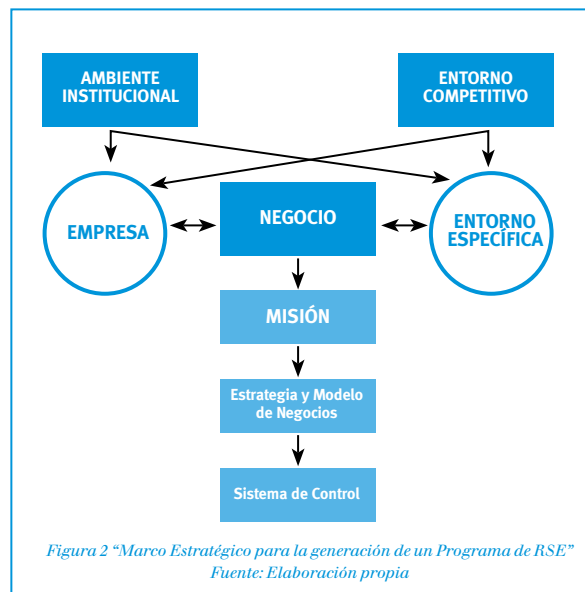 AMBIENTE
INSTITUCIONAL
ENTORNO
COMPETITIVO
EMPRESA
NEGOCIO
ENTORNO
ESPECÍFICA
MISIÓN
Estrategia y Modelo
de Negocios
Sistema de Control
Figura 2 “Marco Estratégico para la generación de un Programa de RSE”
Fuente: Elaboración propia